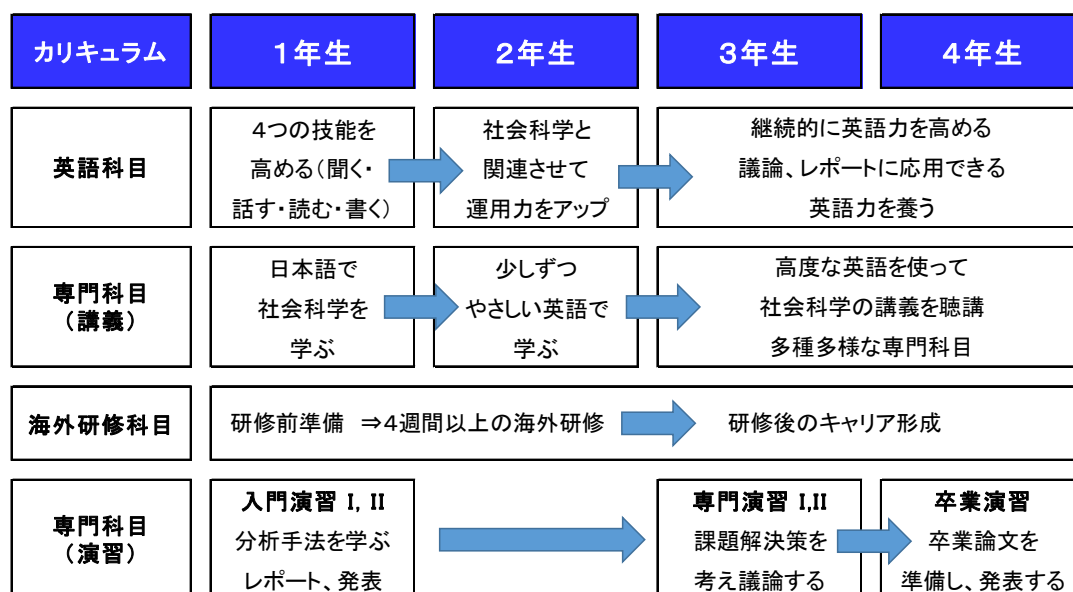 カリキュラム
1年生
2年生
3年生
4年生
英語科目
4つの技能を
高める(聞く・
話す・読む・書く)
社会科学と
関連させて
運用力をアップ
継続的に英語力を高める
議論、レポートに応用できる
英語力を養う
専門科目
(講義)
日本語で
社会科学を
学ぶ
少しずつ
やさしい英語で
学ぶ
高度な英語を使って
社会科学の講義を聴講
多種多様な専門科目
海外研修科目
研修前準備 ⇒4週間以上の海外研修
研修後のキャリア形成
専門科目
(演習)
入門演習 I, II
分析手法を学ぶ
レポート、発表
専門演習 I,II
課題解決策を
考え議論する
卒業演習
卒業論文を
準備し、発表する